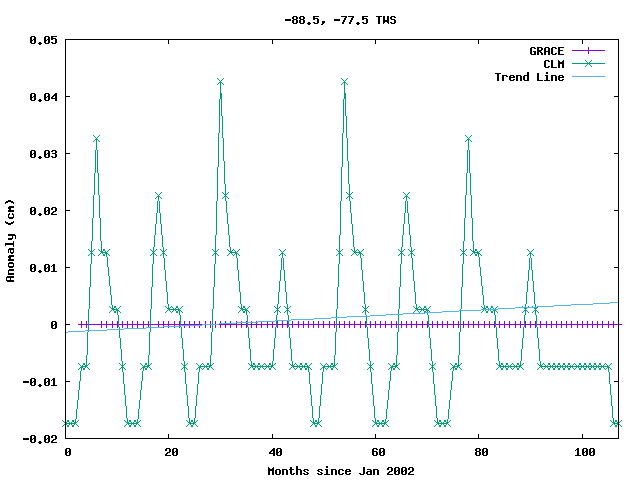 -88.5, -77.5 TWS
0.05
0.04
0.03
0.02
0.01
0
-0.01
-0.02
Anomaly (cm)
GRACE
CLM
Trend Line
0 20 40 60 80 100
Months since Jan 2002